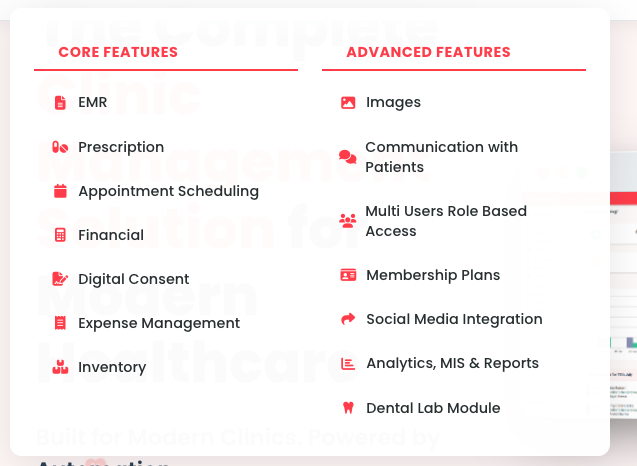 The Complete
Clinic
Management
Solution for
Modern
Healthcare
Built for Modern Clinics, Powered by
Automation
CORE FEATURES
EMR
Prescription
Appointment Scheduling
Financial
Digital Consent
Expense Management
Inventory
ADVANCED FEATURES
Images
Communication with
Patients
Multi Users Role Based
Access
Membership Plans
Social Media Integration
Analytics, MIS & Reports
Dental Lab Module